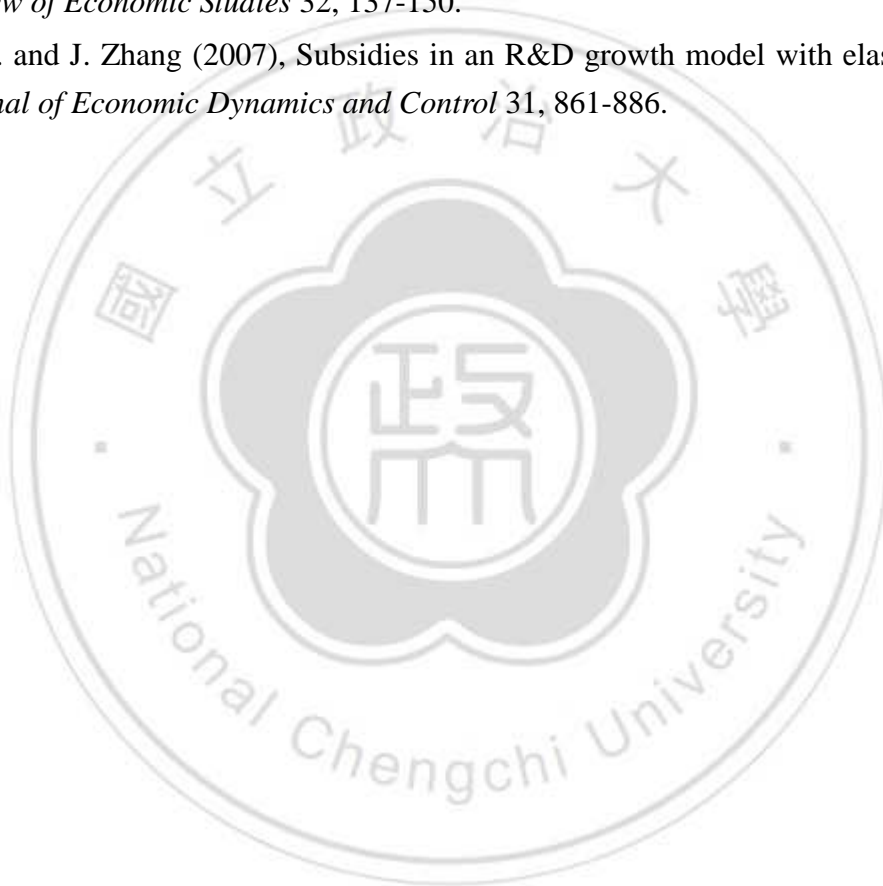 w of Economic Studies 32, 137-150.
. and J. Zhang (2007), Subsidies in an R&D growth model with elas
nal of Economic Dynamics and Control 31, 861-886.
國立政治大學
政
National Chengchi University